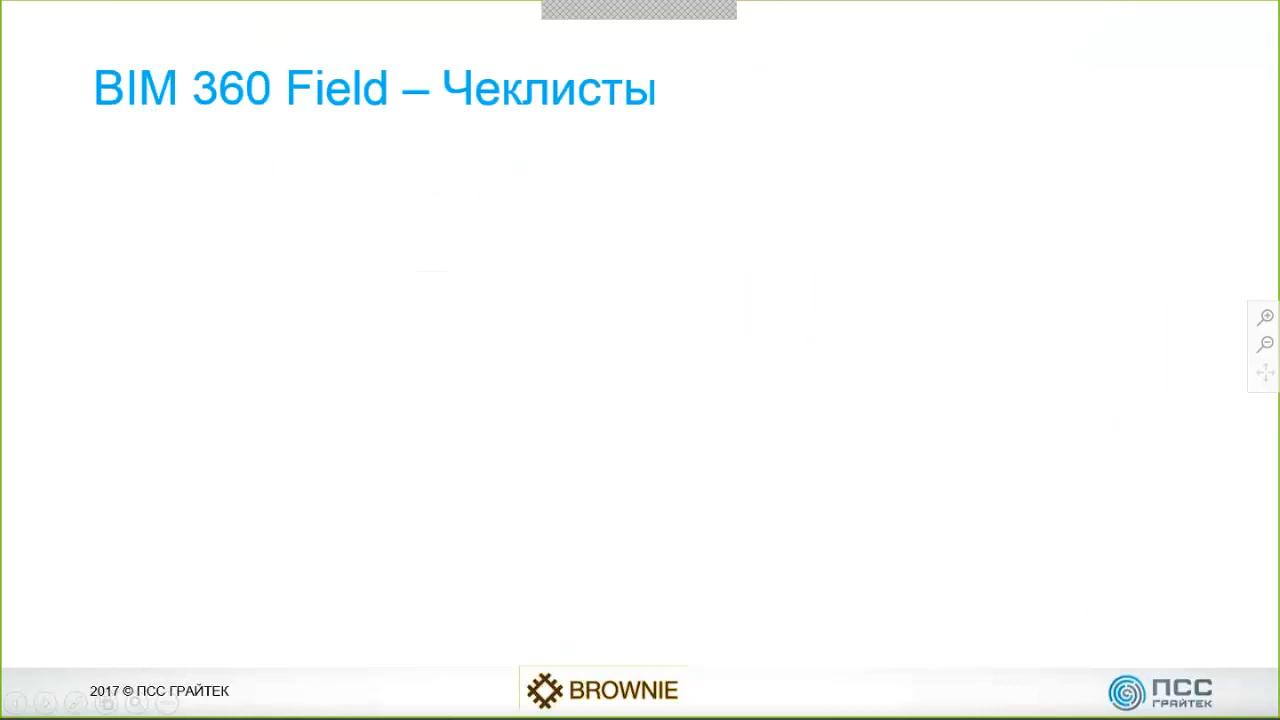 BIM 360 Field – Чеклисты
2017 © ПСС ГРАЙТЕК
BROWNIE
ПСС
ГРАЙТЕК